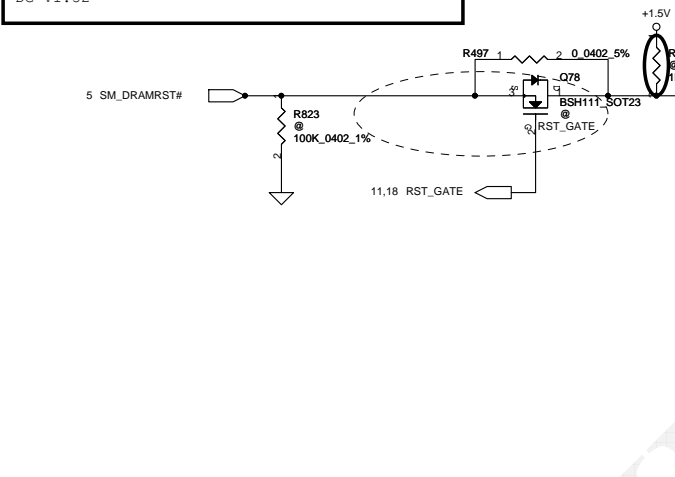 +1.5V
R497 1 2 0_0402_5%
Q78
5 SM_DRAMRST#
S
3
D
1
BSH111_SOT23
@
G
2
RST_GATE
R823
@
100K_0402_1%
2
11,18 RST_GATE